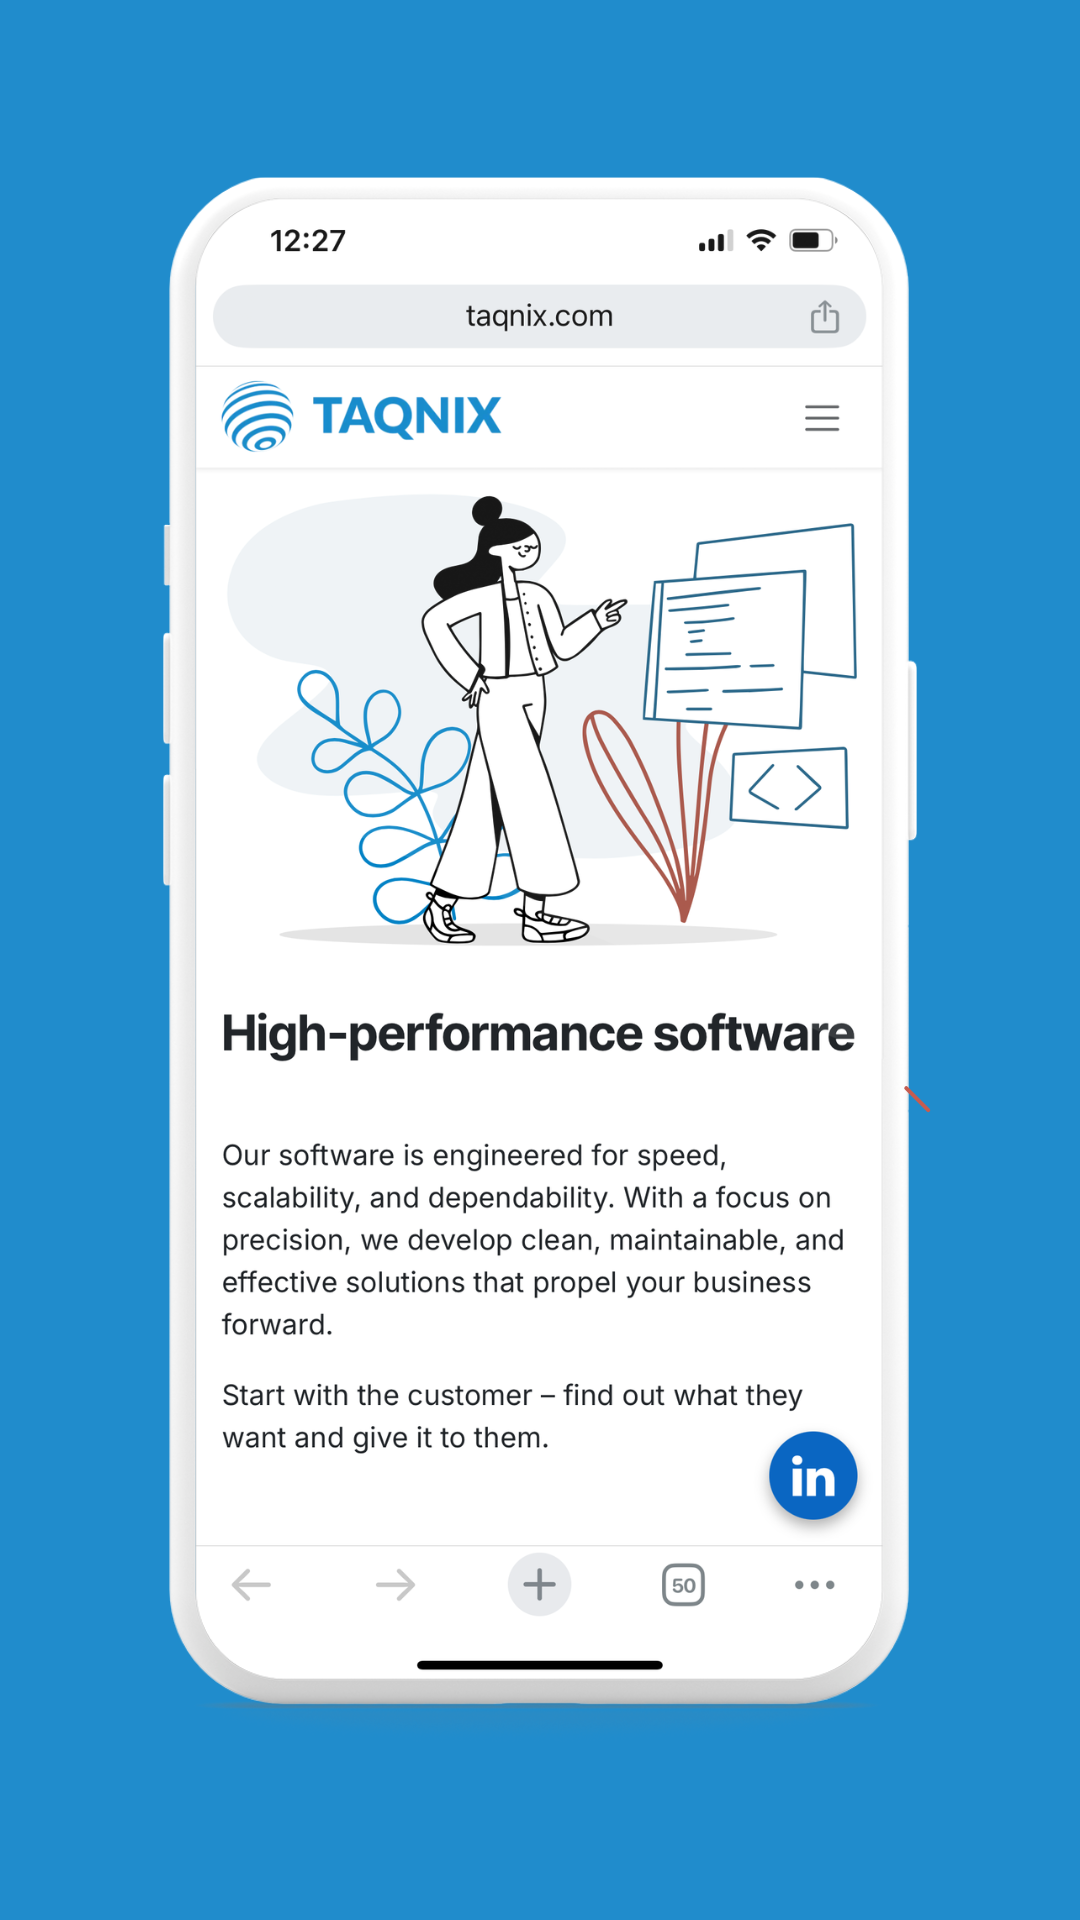 12:27
taqnix.com
TAQNIX
High-performance software
Our software is engineered for speed,
scalability, and dependability. With a focus on
precision, we develop clean, maintainable, and
effective solutions that propel your business
forward.
Start with the customer – find out what they
want and give it to them.
in
50